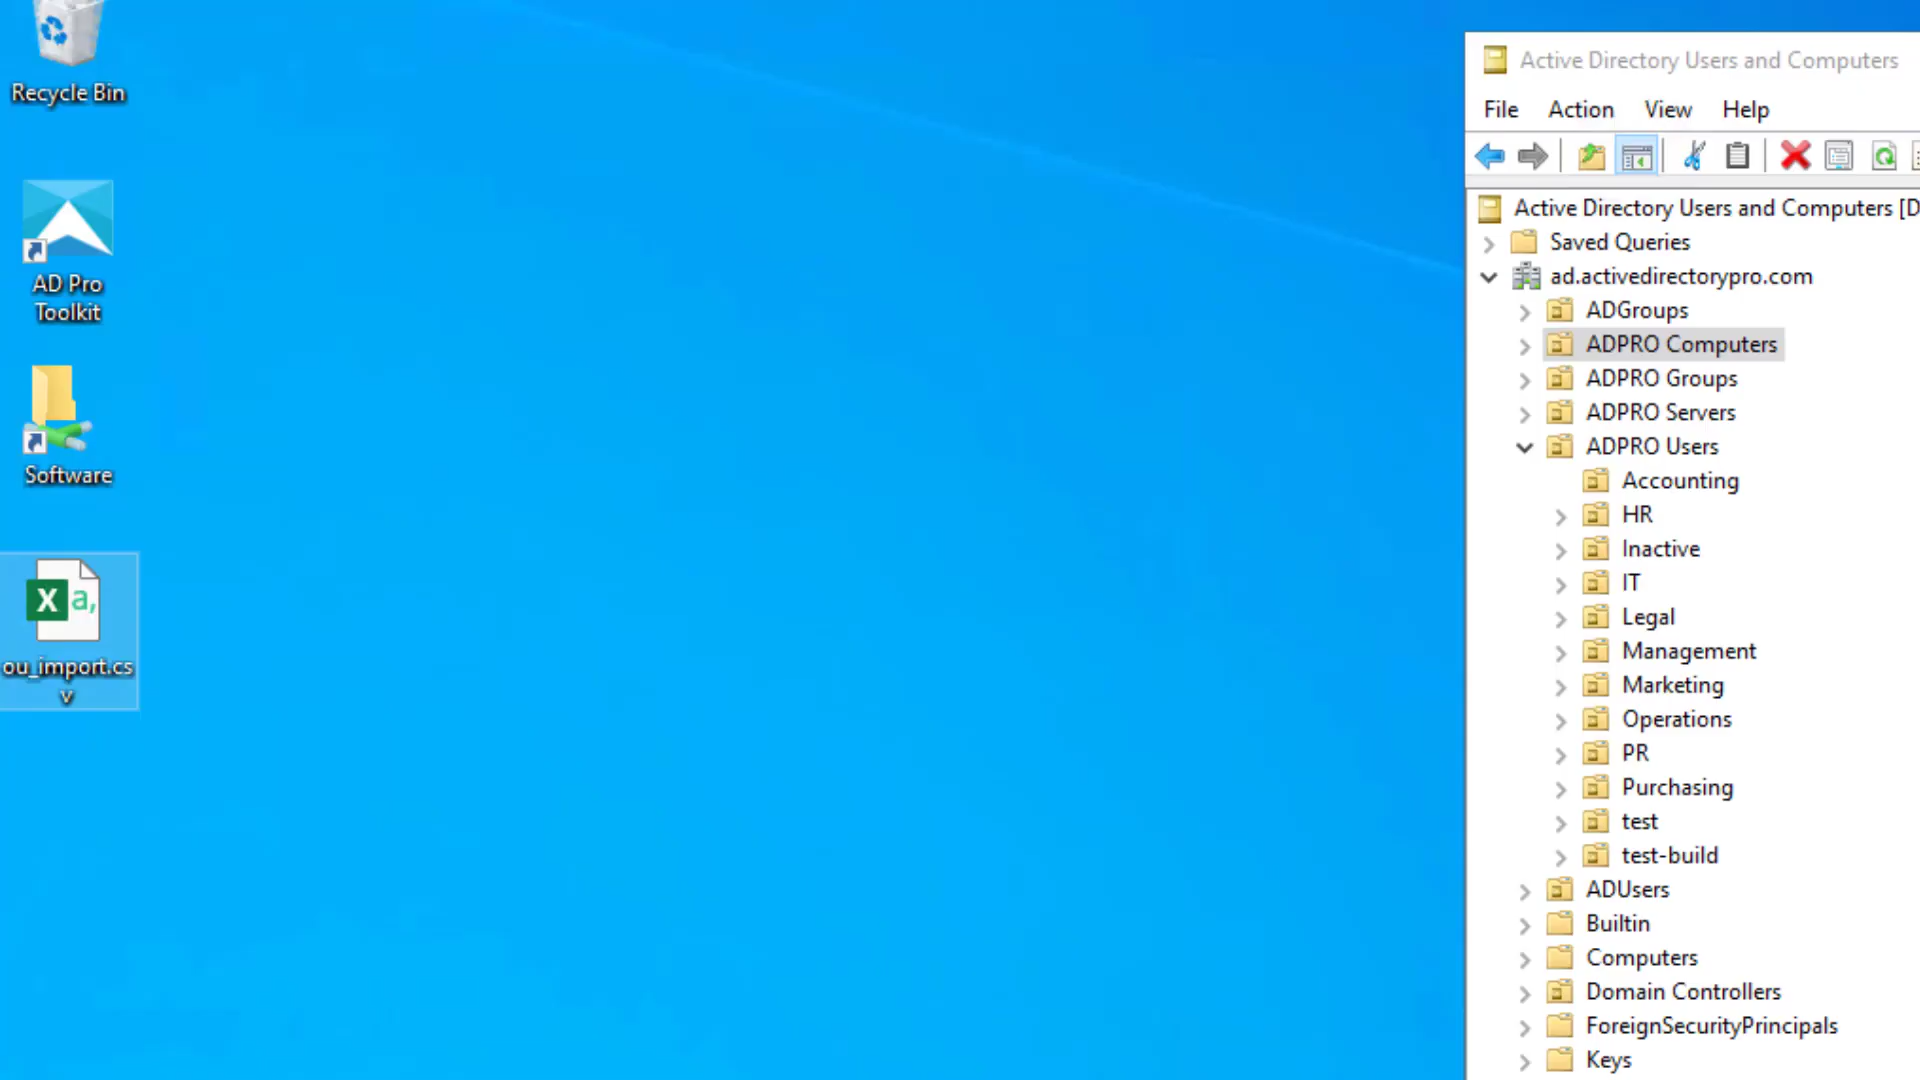 Recycle Bin
AD Pro
Toolkit
Software
ou_import.cs
v
Active Directory Users and Computers
File Action View Help
Active Directory Users and Computers [D
Saved Queries
ad.activedirectorypro.com
ADGroups
ADPRO Computers
ADPRO Groups
ADPRO Servers
ADPRO Users
Accounting
HR
Inactive
IT
Legal
Management
Marketing
Operations
PR
Purchasing
test
test-build
ADUsers
Builtin
Computers
Domain Controllers
ForeignSecurityPrincipals
Keys